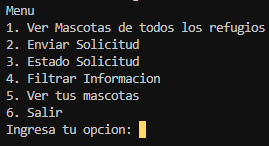 Menu
1. Ver Mascotas de todos los refugios
2. Enviar Solicitud
3. Estado Solicitud
4. Filtrar Informacion
5. Ver tus mascotas
6. Salir
Ingresa tu opcion: